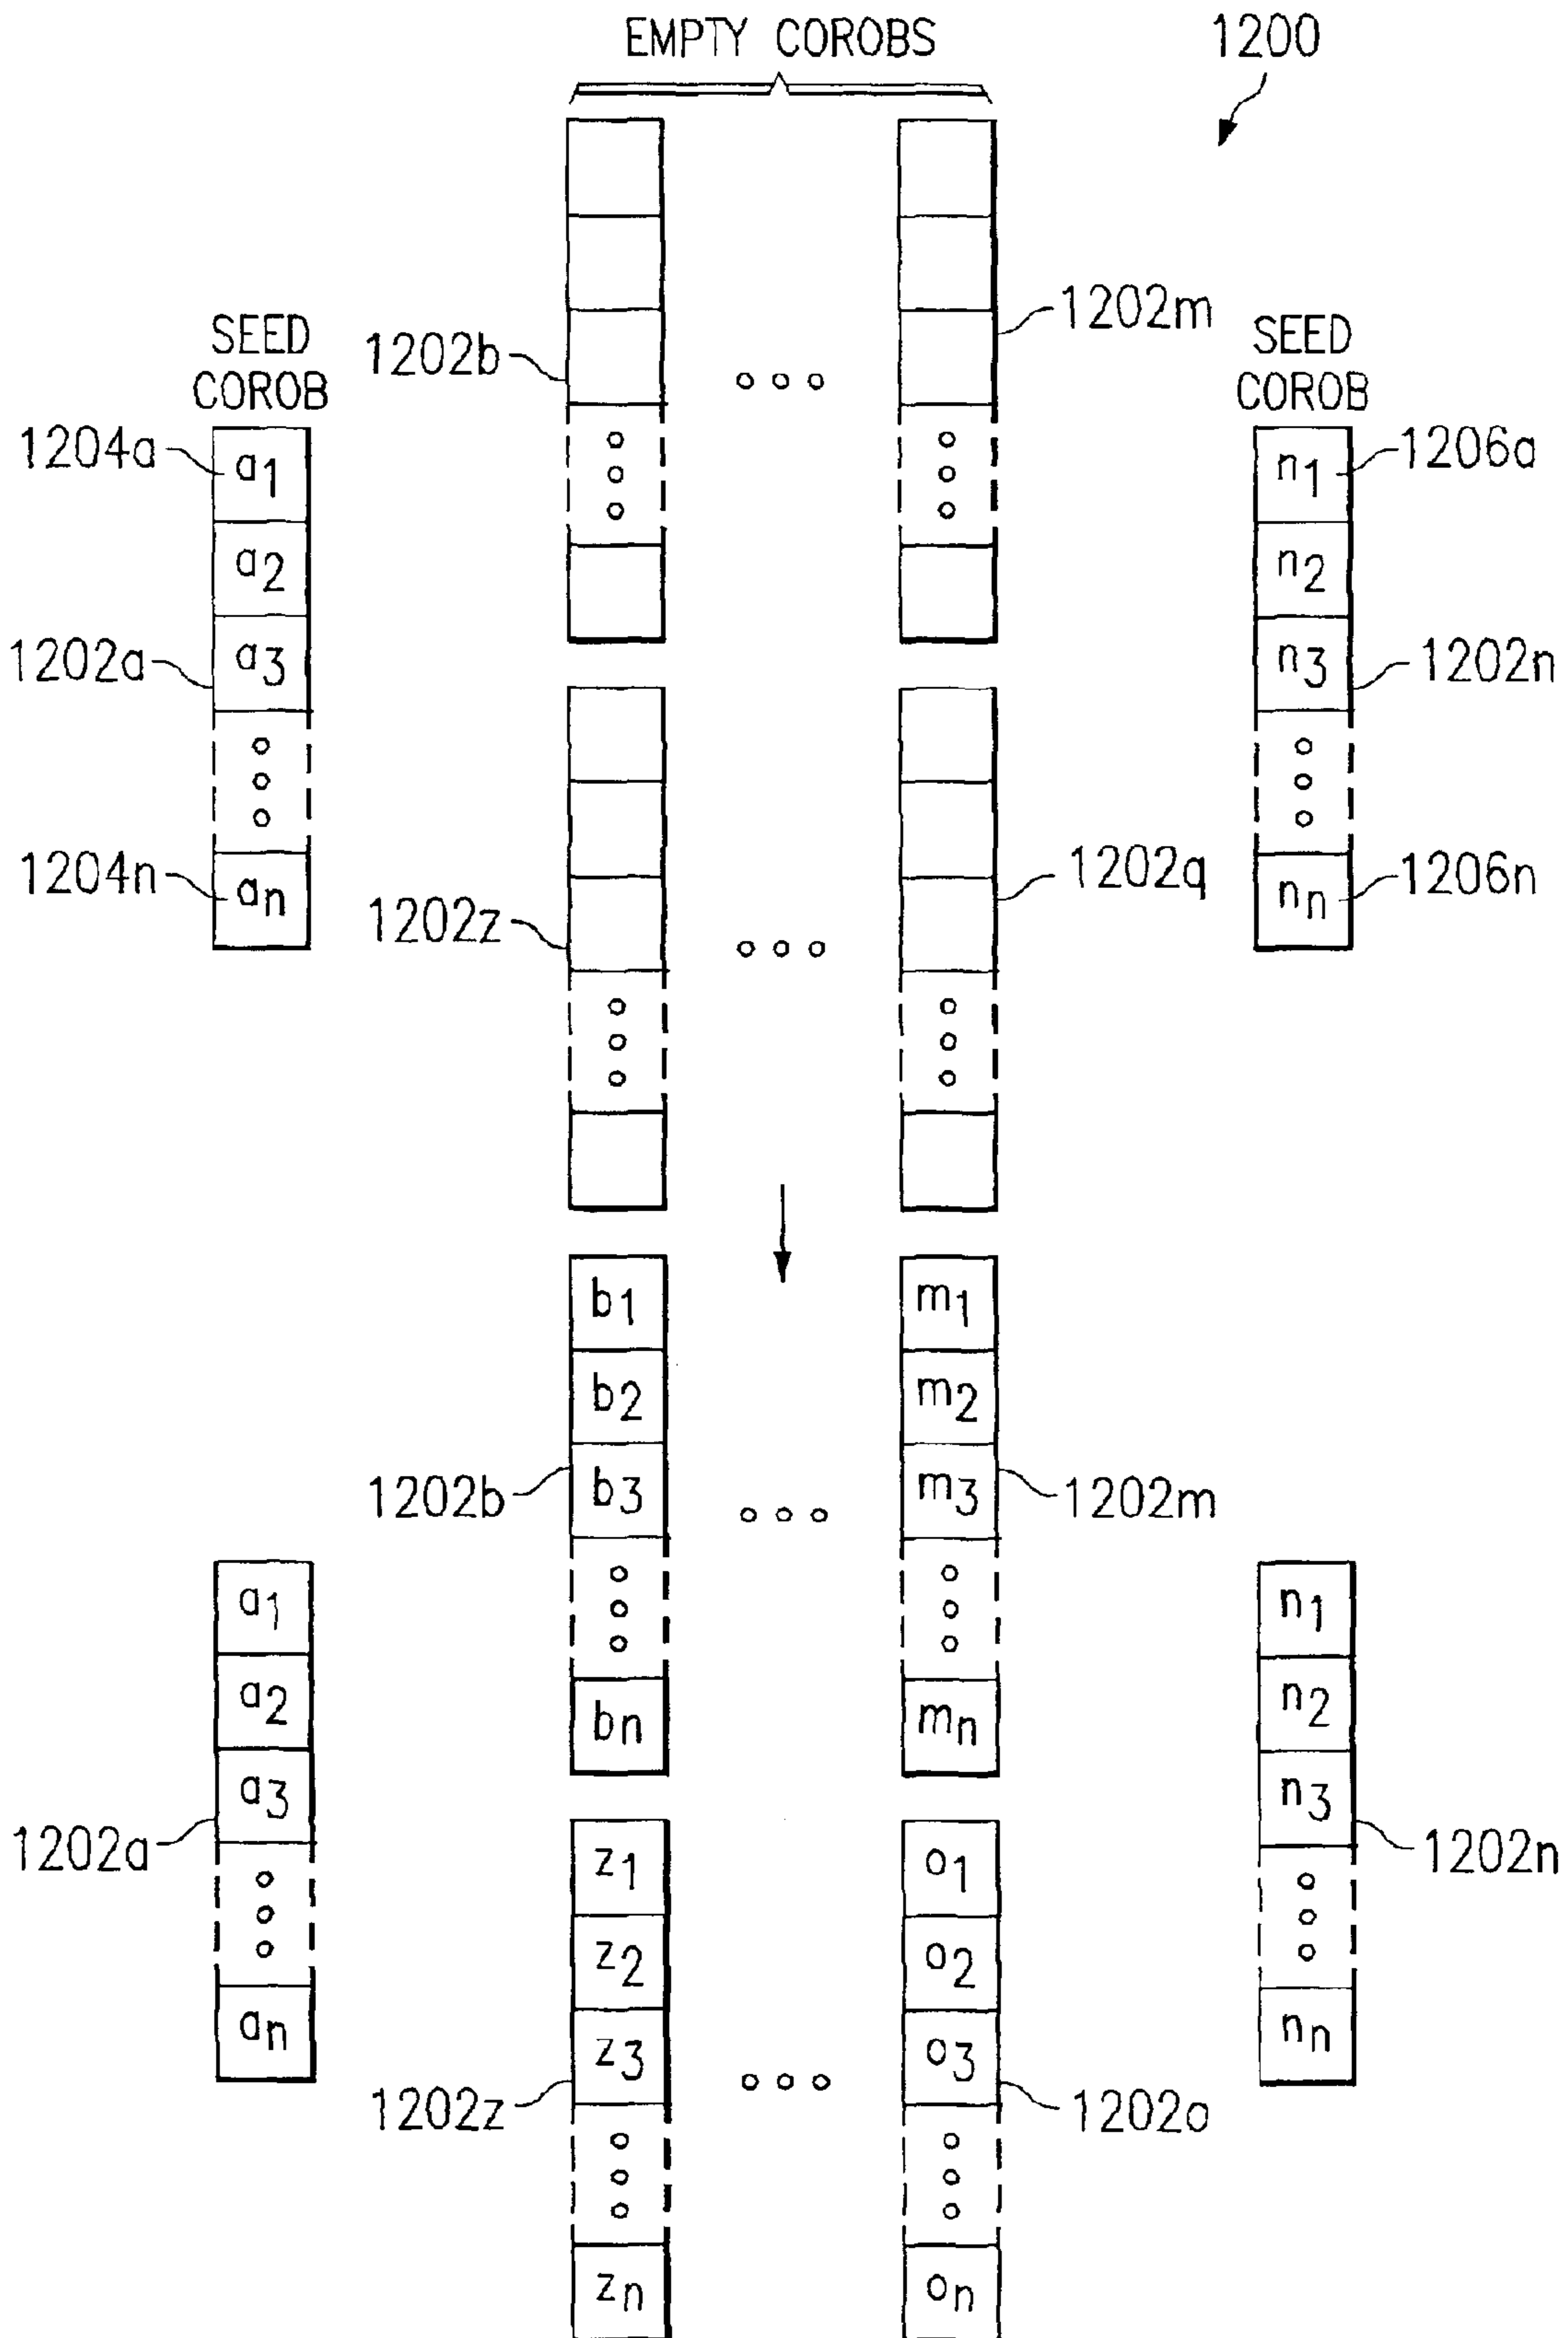 EMPTY COROBS
1200
1202b
1202m
SEED
COROB
SEED
COROB
1204a
a1
a2
a3
1202a
1204n
an
n1
1206a
n2
n3
1202n
nn
1206n
1202z
1202q
b1
b2
b3
bn
1202b
m1
m2
m3
mn
1202m
a1
a2
a3
an
1202a
n1
n2
n3
nn
1202n
z1
z2
z3
zn
1202z
o1
o2
o3
on
1202o